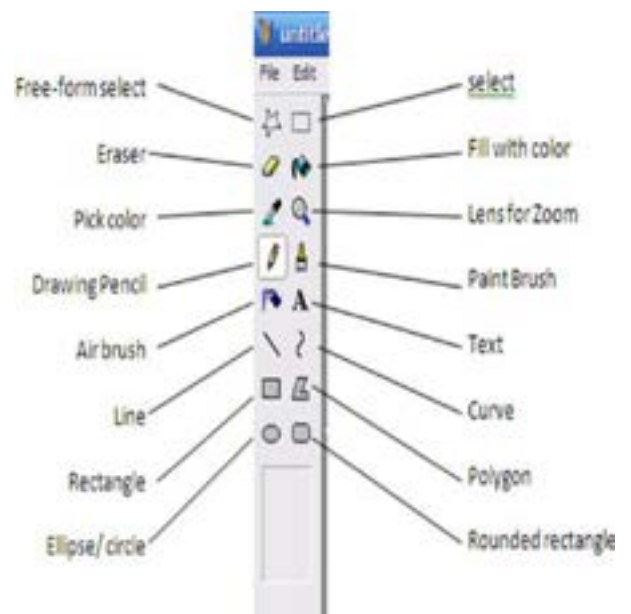 untitle
File Edit
Free-form select
select
Eraser
Fill with color
Pick color
Lens for Zoom
Drawing Pencil
Paint Brush
Air brush
A
Text
Line
Curve
Rectangle
Polygon
Ellipse/ circle
Rounded rectangle